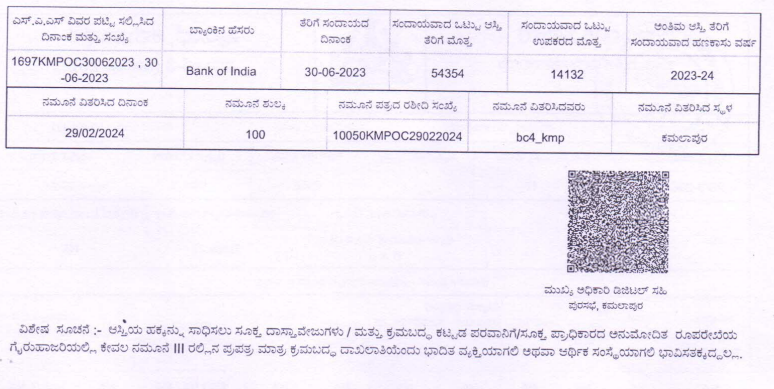 ಎಸ್.ಎ.ಎಸ್ ವಿವರ ಪಟ್ಟಿ ಸಲ್ಲಿಸಿದ ದಿನಾಂಕ ಮತ್ತು ಸಂಖ್ಯೆ ಬ್ಯಾಂಕಿನ ಹೆಸರು ತೆರಿಗೆ ಸಂದಾಯದ ದಿನಾಂಕ ಸಂದಾಯವಾದ ಒಟ್ಟು ಆಸ್ತಿ ತೆರಿಗೆ ಮೊತ್ತ ಸಂದಾಯವಾದ ಒಟ್ಟು ಉಪಕರದ ಮೊತ್ತ ಅಂತಿಮ ಆಸ್ತಿ ತೆರಿಗೆ ಸಂದಾಯವಾದ ಹಣಕಾಸು ವರ್ಷ
1697KMPOC30062023 , 30-06-2023 Bank of India 30-06-2023 54354 14132 2023-24
ನಮೂನೆ ವಿತರಿಸಿದ ದಿನಾಂಕ ನಮೂನೆ ಶುಲ್ಕ ನಮೂನೆ ಪತ್ರದ ರಶೀದಿ ಸಂಖ್ಯೆ ನಮೂನೆ ವಿತರಿಸಿದವರು ನಮೂನೆ ವಿತರಿಸಿದ ಸ್ಥಳ
29/02/2024 100 10050KMPOC29022024 bc4_kmp ಕಮಲಾಪುರ
ಮುಖ್ಯ ಅಧಿಕಾರಿ ಡಿಜಿಟಲ್ ಸಹಿ
ಪುರಸಭೆ, ಕಮಲಾಪುರ
ವಿಶೇಷ ಸೂಚನೆ :- ಆಸ್ತಿಯ ಹಕ್ಕನ್ನು ಸಾಧಿಸಲು ಸೂಕ್ತ ದಾಸ್ತಾವೇಜುಗಳು / ಮತ್ತು ಕ್ರಮಬದ್ಧ ಕಟ್ಟಡ ಪರವಾನಿಗೆ/ಸೂಕ್ತ ಪ್ರಾಧಿಕಾರದ ಅನುಮೋದಿತ ರೂಪರೇಖೆಯ
ಗೈರುಹಾಜರಿಯಲ್ಲಿ ಕೇವಲ ನಮೂನೆ III ರಲ್ಲಿನ ಪ್ರಪತ್ರ ಮಾತ್ರ ಕ್ರಮಬದ್ಧ ದಾಖಲಾತಿಯೆಂದು ಭಾದಿತ ವ್ಯಕ್ತಿಯಾಗಲಿ ಅಥವಾ ಆರ್ಥಿಕ ಸಂಸ್ಥೆಯಾಗಲಿ ಭಾವಿಸತಕ್ಕದ್ದಲ್ಲ.